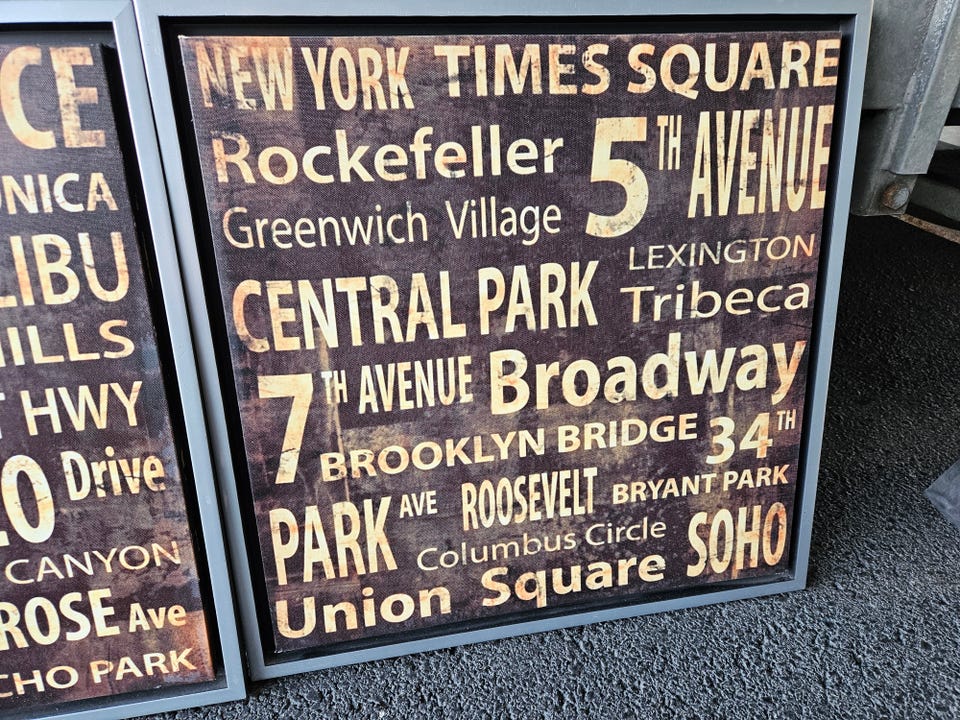 CE
NICA
LIBU
HILLS
HWY
O Drive
CANYON
ROSE Ave
CHO PARK
NEW YORK TIMES SQUARE
Rockefeller 5TH AVENUE
Greenwich Village
LEXINGTON
CENTRAL PARK Tribeca
7TH AVENUE Broadway
BROOKLYN BRIDGE 34TH
PARK AVE ROOSEVELT BRYANT PARK
Columbus Circle SOHO
Union Square